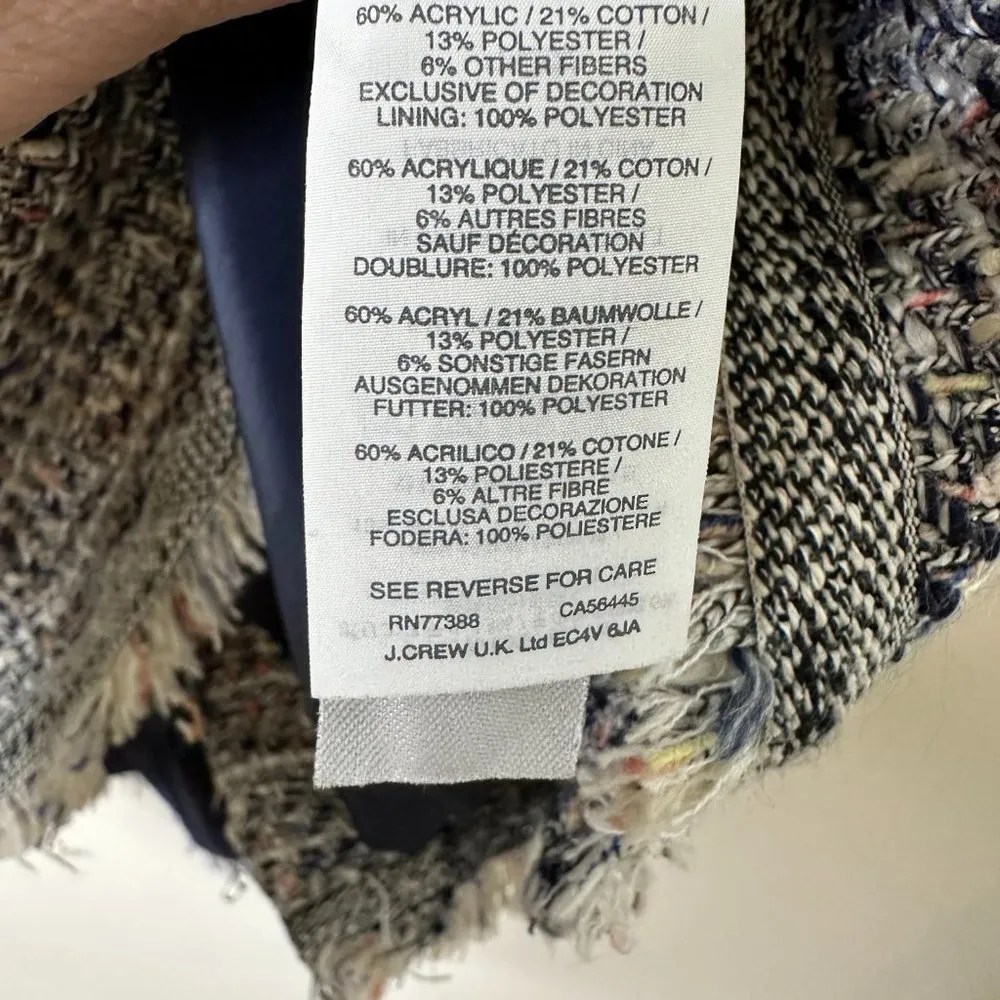 60% ACRYLIC / 21% COTTON /
13% POLYESTER /
6% OTHER FIBERS
EXCLUSIVE OF DECORATION
LINING: 100% POLYESTER
60% ACRYLIQUE / 21% COTON /
13% POLYESTER /
6% AUTRES FIBRES
SAUF DÉCORATION
DOUBLURE: 100% POLYESTER
60% ACRYL / 21% BAUMWOLLE /
13% POLYESTER /
6% SONSTIGE FASERN
AUSGENOMMEN DEKORATION
FUTTER: 100% POLYESTER
60% ACRILICO / 21% COTONE /
13% POLIESTERE /
6% ALTRE FIBRE
ESCLUSA DECORAZIONE
FODERA: 100% POLIESTERE
SEE REVERSE FOR CARE
RN77388 CA56445
J.CREW U.K. Ltd EC4V 6JA